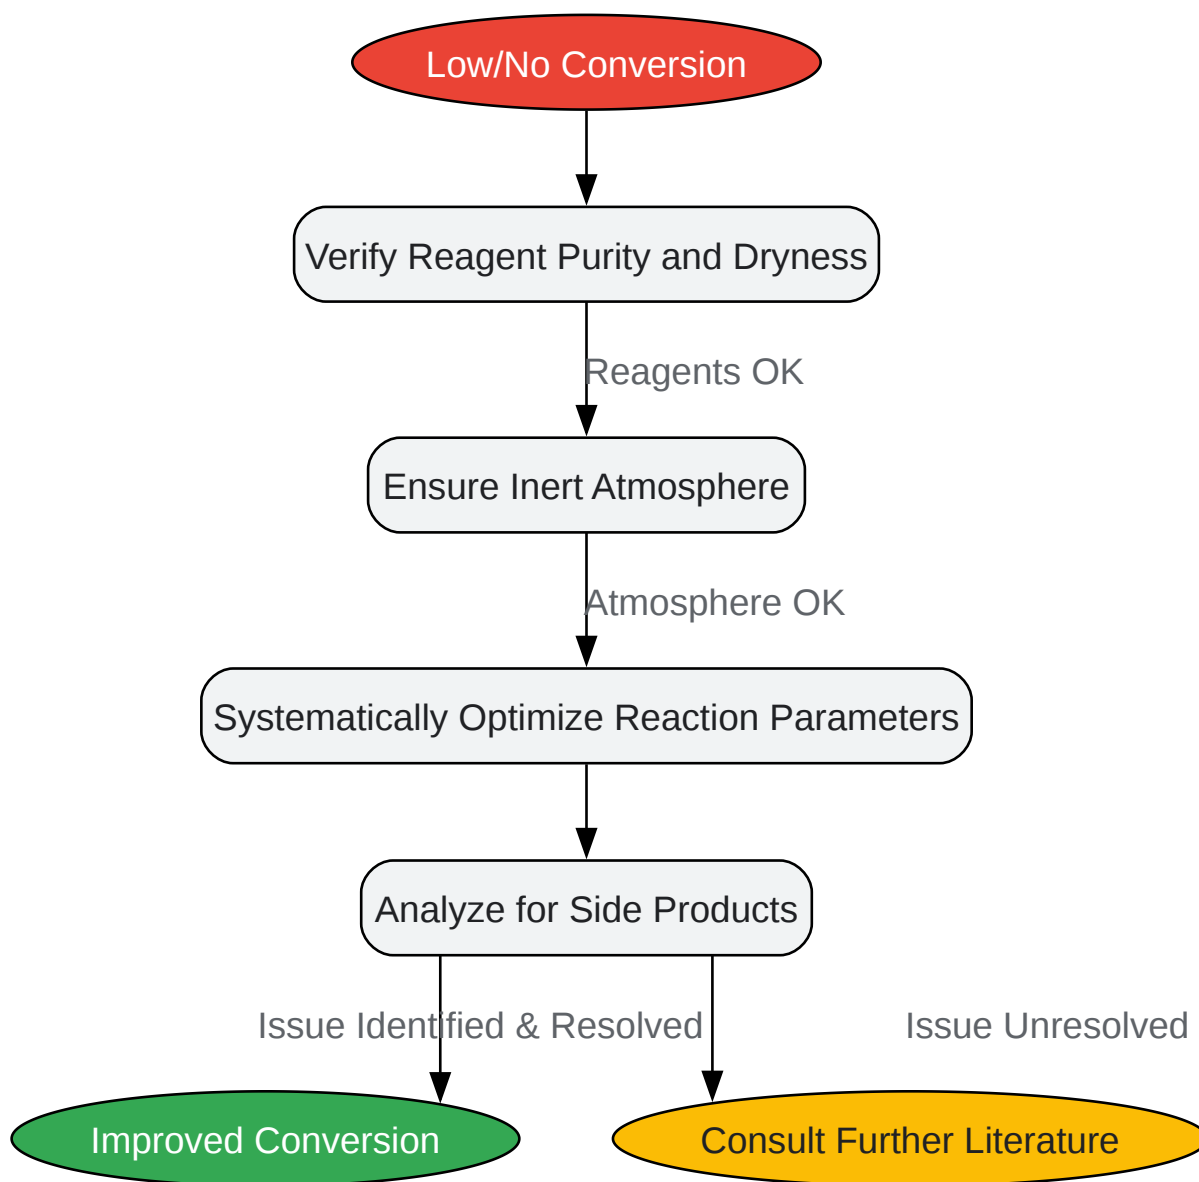 Low/No Conversion
Verify Reagent Purity and Dryness
Reagents OK
Ensure Inert Atmosphere
Atmosphere OK
Systematically Optimize Reaction Parameters
Analyze for Side Products
Issue Identified & Resolved
Issue Unresolved
Improved Conversion
Consult Further Literature